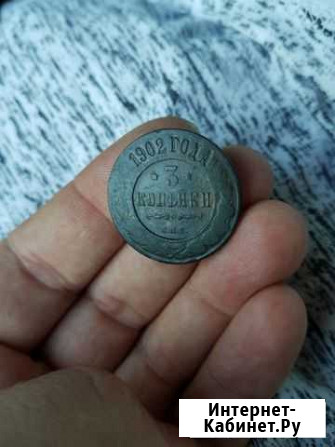 1902 ГОДА
3
КОПѢЙКИ
С.П.Б.
Интернет-
Кабинет.Ру